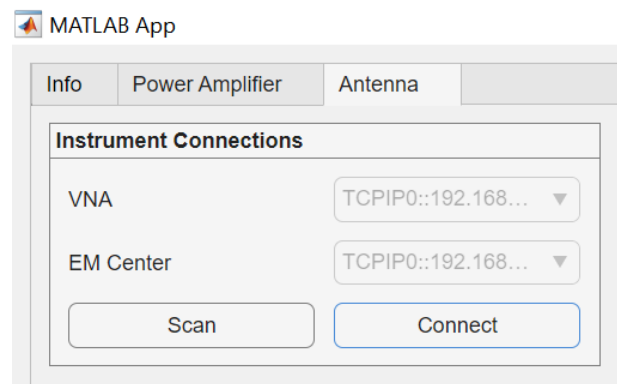 MATLAB App
Info Power Amplifier Antenna
Instrument Connections
VNA TCPIP0::192.168...
EM Center TCPIP0::192.168...
Scan Connect